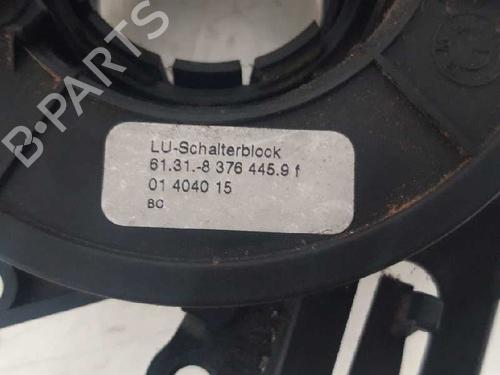 LU-Schalterblock
61.31.-8 376 445.9 f
01 4040 15
BC
B-PARTS